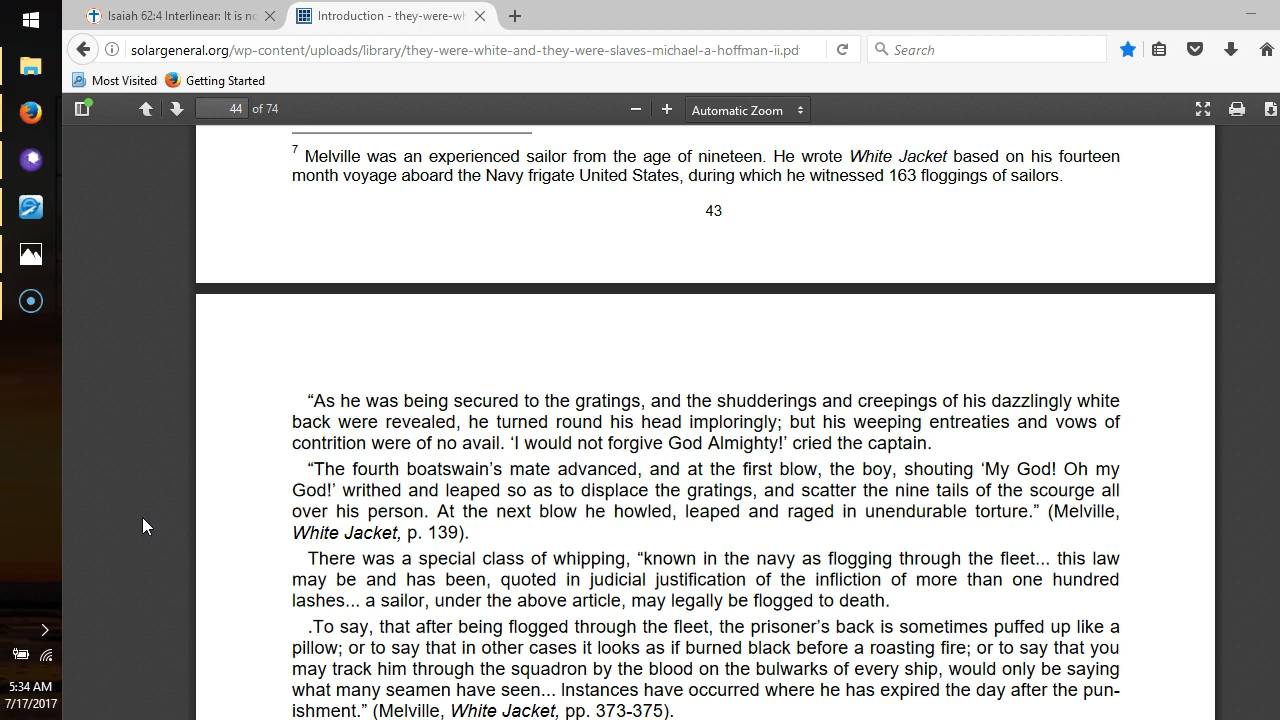 Isaiah 62:4 Interlinear: It is no
Introduction - they-were-wh
solargeneral.org/wp-content/uploads/library/they-were-white-and-they-were-slaves-michael-a-hoffman-ii.pdf
Search
Most Visited
Getting Started
44 of 74
Automatic Zoom
7 Melville was an experienced sailor from the age of nineteen. He wrote White Jacket based on his fourteen
month voyage aboard the Navy frigate United States, during which he witnessed 163 floggings of sailors.
43
“As he was being secured to the gratings, and the shudderings and creepings of his dazzlingly white
back were revealed, he turned round his head imploringly; but his weeping entreaties and vows of
contrition were of no avail. ‘I would not forgive God Almighty!’ cried the captain.
“The fourth boatswain’s mate advanced, and at the first blow, the boy, shouting ‘My God! Oh my
God!’ writhed and leaped so as to displace the gratings, and scatter the nine tails of the scourge all
over his person. At the next blow he howled, leaped and raged in unendurable torture.” (Melville,
White Jacket, p. 139).
There was a special class of whipping, “known in the navy as flogging through the fleet... this law
may be and has been, quoted in judicial justification of the infliction of more than one hundred
lashes... a sailor, under the above article, may legally be flogged to death.
.To say, that after being flogged through the fleet, the prisoner’s back is sometimes puffed up like a
pillow; or to say that in other cases it looks as if burned black before a roasting fire; or to say that you
may track him through the squadron by the blood on the bulwarks of every ship, would only be saying
what many seamen have seen... Instances have occurred where he has expired the day after the pun-
ishment.” (Melville, White Jacket, pp. 373-375).
5:34 AM
7/17/2017